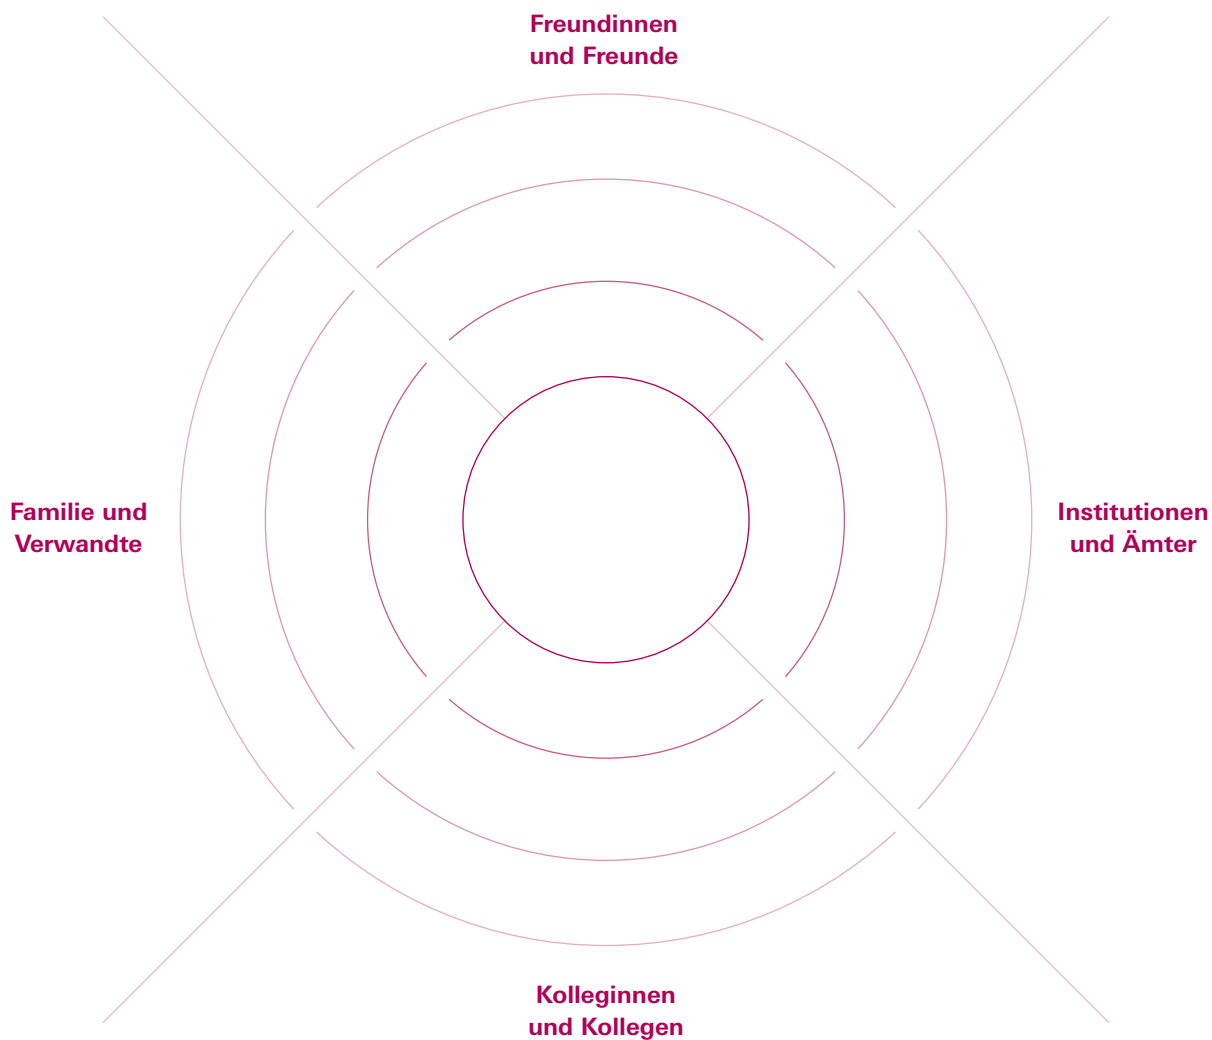 Freundinnen
und Freunde
Familie und
Verwandte
Institutionen
und Ämter
Kolleginnen
und Kollegen